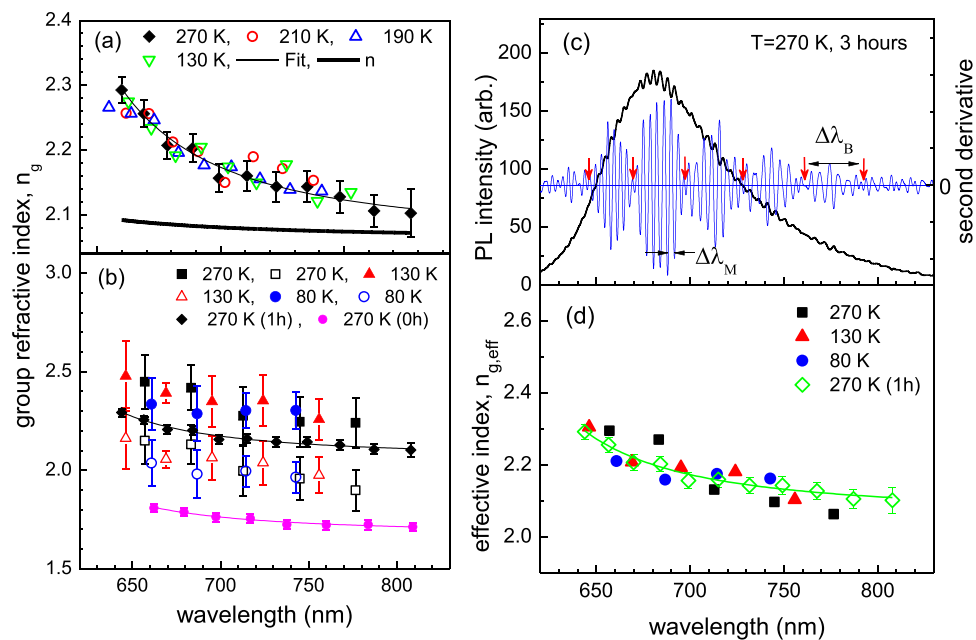 (a)
270 K, 210 K, 190 K
130 K, Fit, n
2.4
2.3
2.2
2.1
group refractive index, n_g
(b)
270 K, 270 K, 130 K
130 K, 80 K, 80 K
270 K (1h) , 270 K (0h)
3.0
2.5
2.0
1.5
650 700 750 800
wavelength (nm)
(c)
T=270 K, 3 hours
Δλ_B
Δλ_M
200
150
100
50
0
PL intensity (arb.)
0
second derivative
(d)
270 K
130 K
80 K
270 K (1h)
2.6
2.4
2.2
2.0
effective index, n_g,eff
650 700 750 800
wavelength (nm)